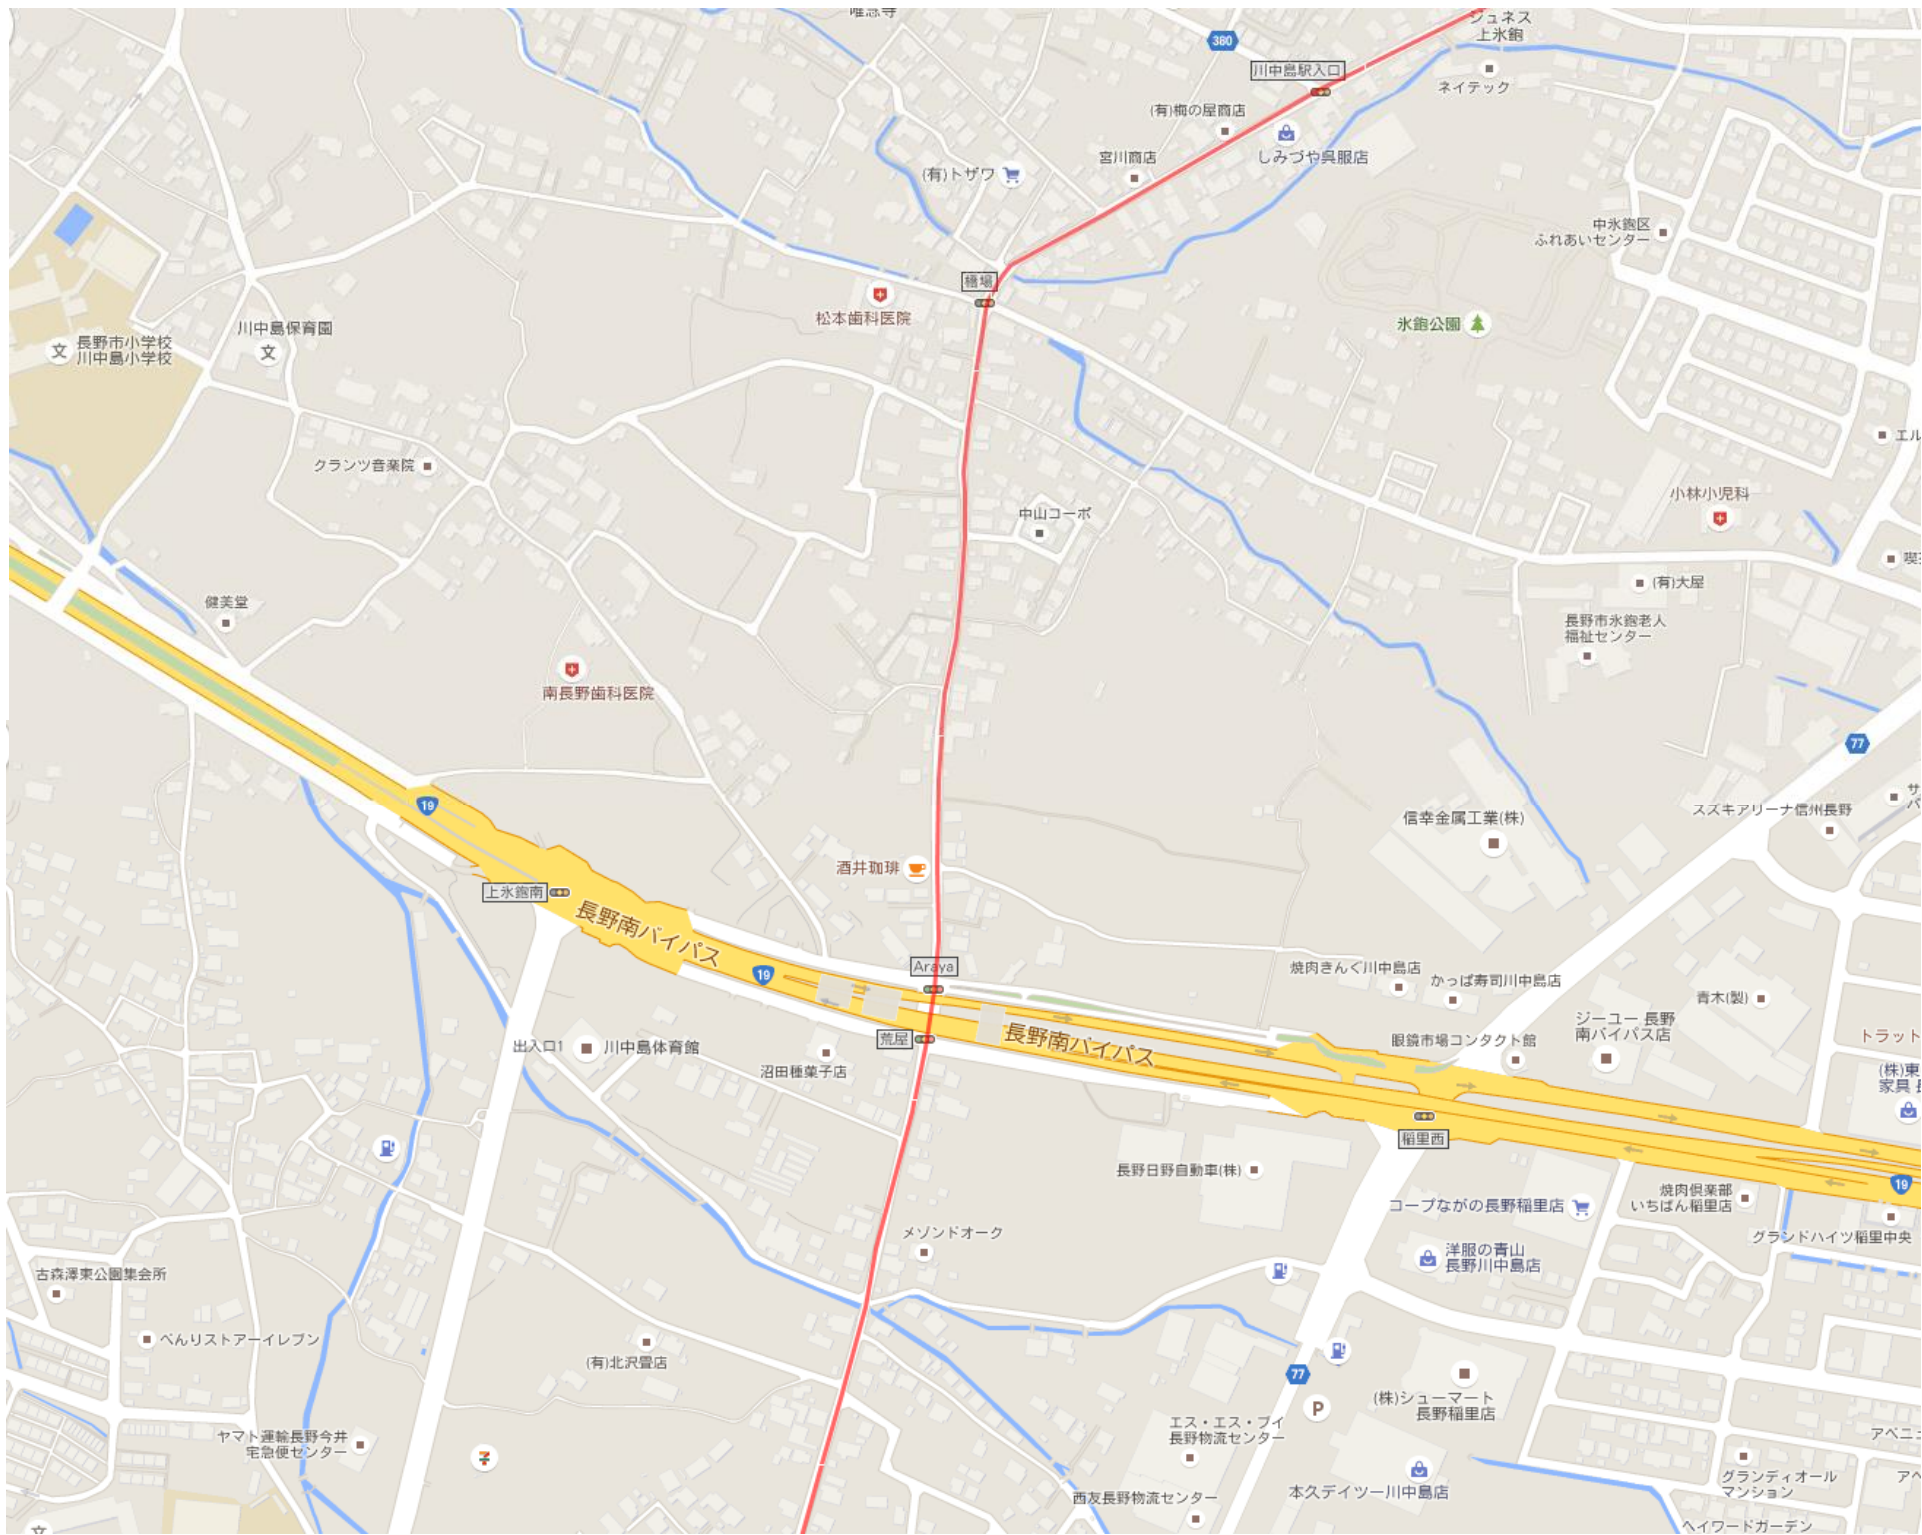 唯念寺
ジュネス
上氷鉋
380
川中島駅入口
ネイテック
(有)梅の屋商店
しみづや呉服店
宮川商店
(有)トザワ
中氷鉋区
ふれあいセンター
橋場
松本歯科医院
氷鉋公園
川中島保育園
文
文
長野市小学校
川中島小学校
エル
クランツ音楽院
小林小児科
中山コーポ
喫
(有)大屋
健美堂
長野市氷鉋老人
福祉センター
南長野歯科医院
77
19
サ
パ
スズキアリーナ信州長野
信幸金属工業(株)
酒井珈琲
上氷鉋南
長野南バイパス
19
Araya
焼肉きんぐ川中島店
かっぱ寿司川中島店
青木(製)
ジーユー 長野
南バイパス店
荒屋
長野南バイパス
眼鏡市場コンタクト館
トラット
出入口1
川中島体育館
沼田種菓子店
(株)東
家具 長
稲里西
長野日野自動車(株)
19
焼肉倶楽部
いちばん稲里店
コープながの長野稲里店
メゾンドオーク
グランドハイツ稲里中央
洋服の青山
長野川中島店
古森澤東公園集会所
べんりストアーイレブン
(有)北沢畳店
77
P
(株)シューマート
長野稲里店
エス・エス・ブイ
長野物流センター
ヤマト運輸長野今井
宅急便センター
7
アベニュ
グランディオール
マンション
アベ
本久デイツー川中島店
西友長野物流センター
ヘイワードガーデン
文